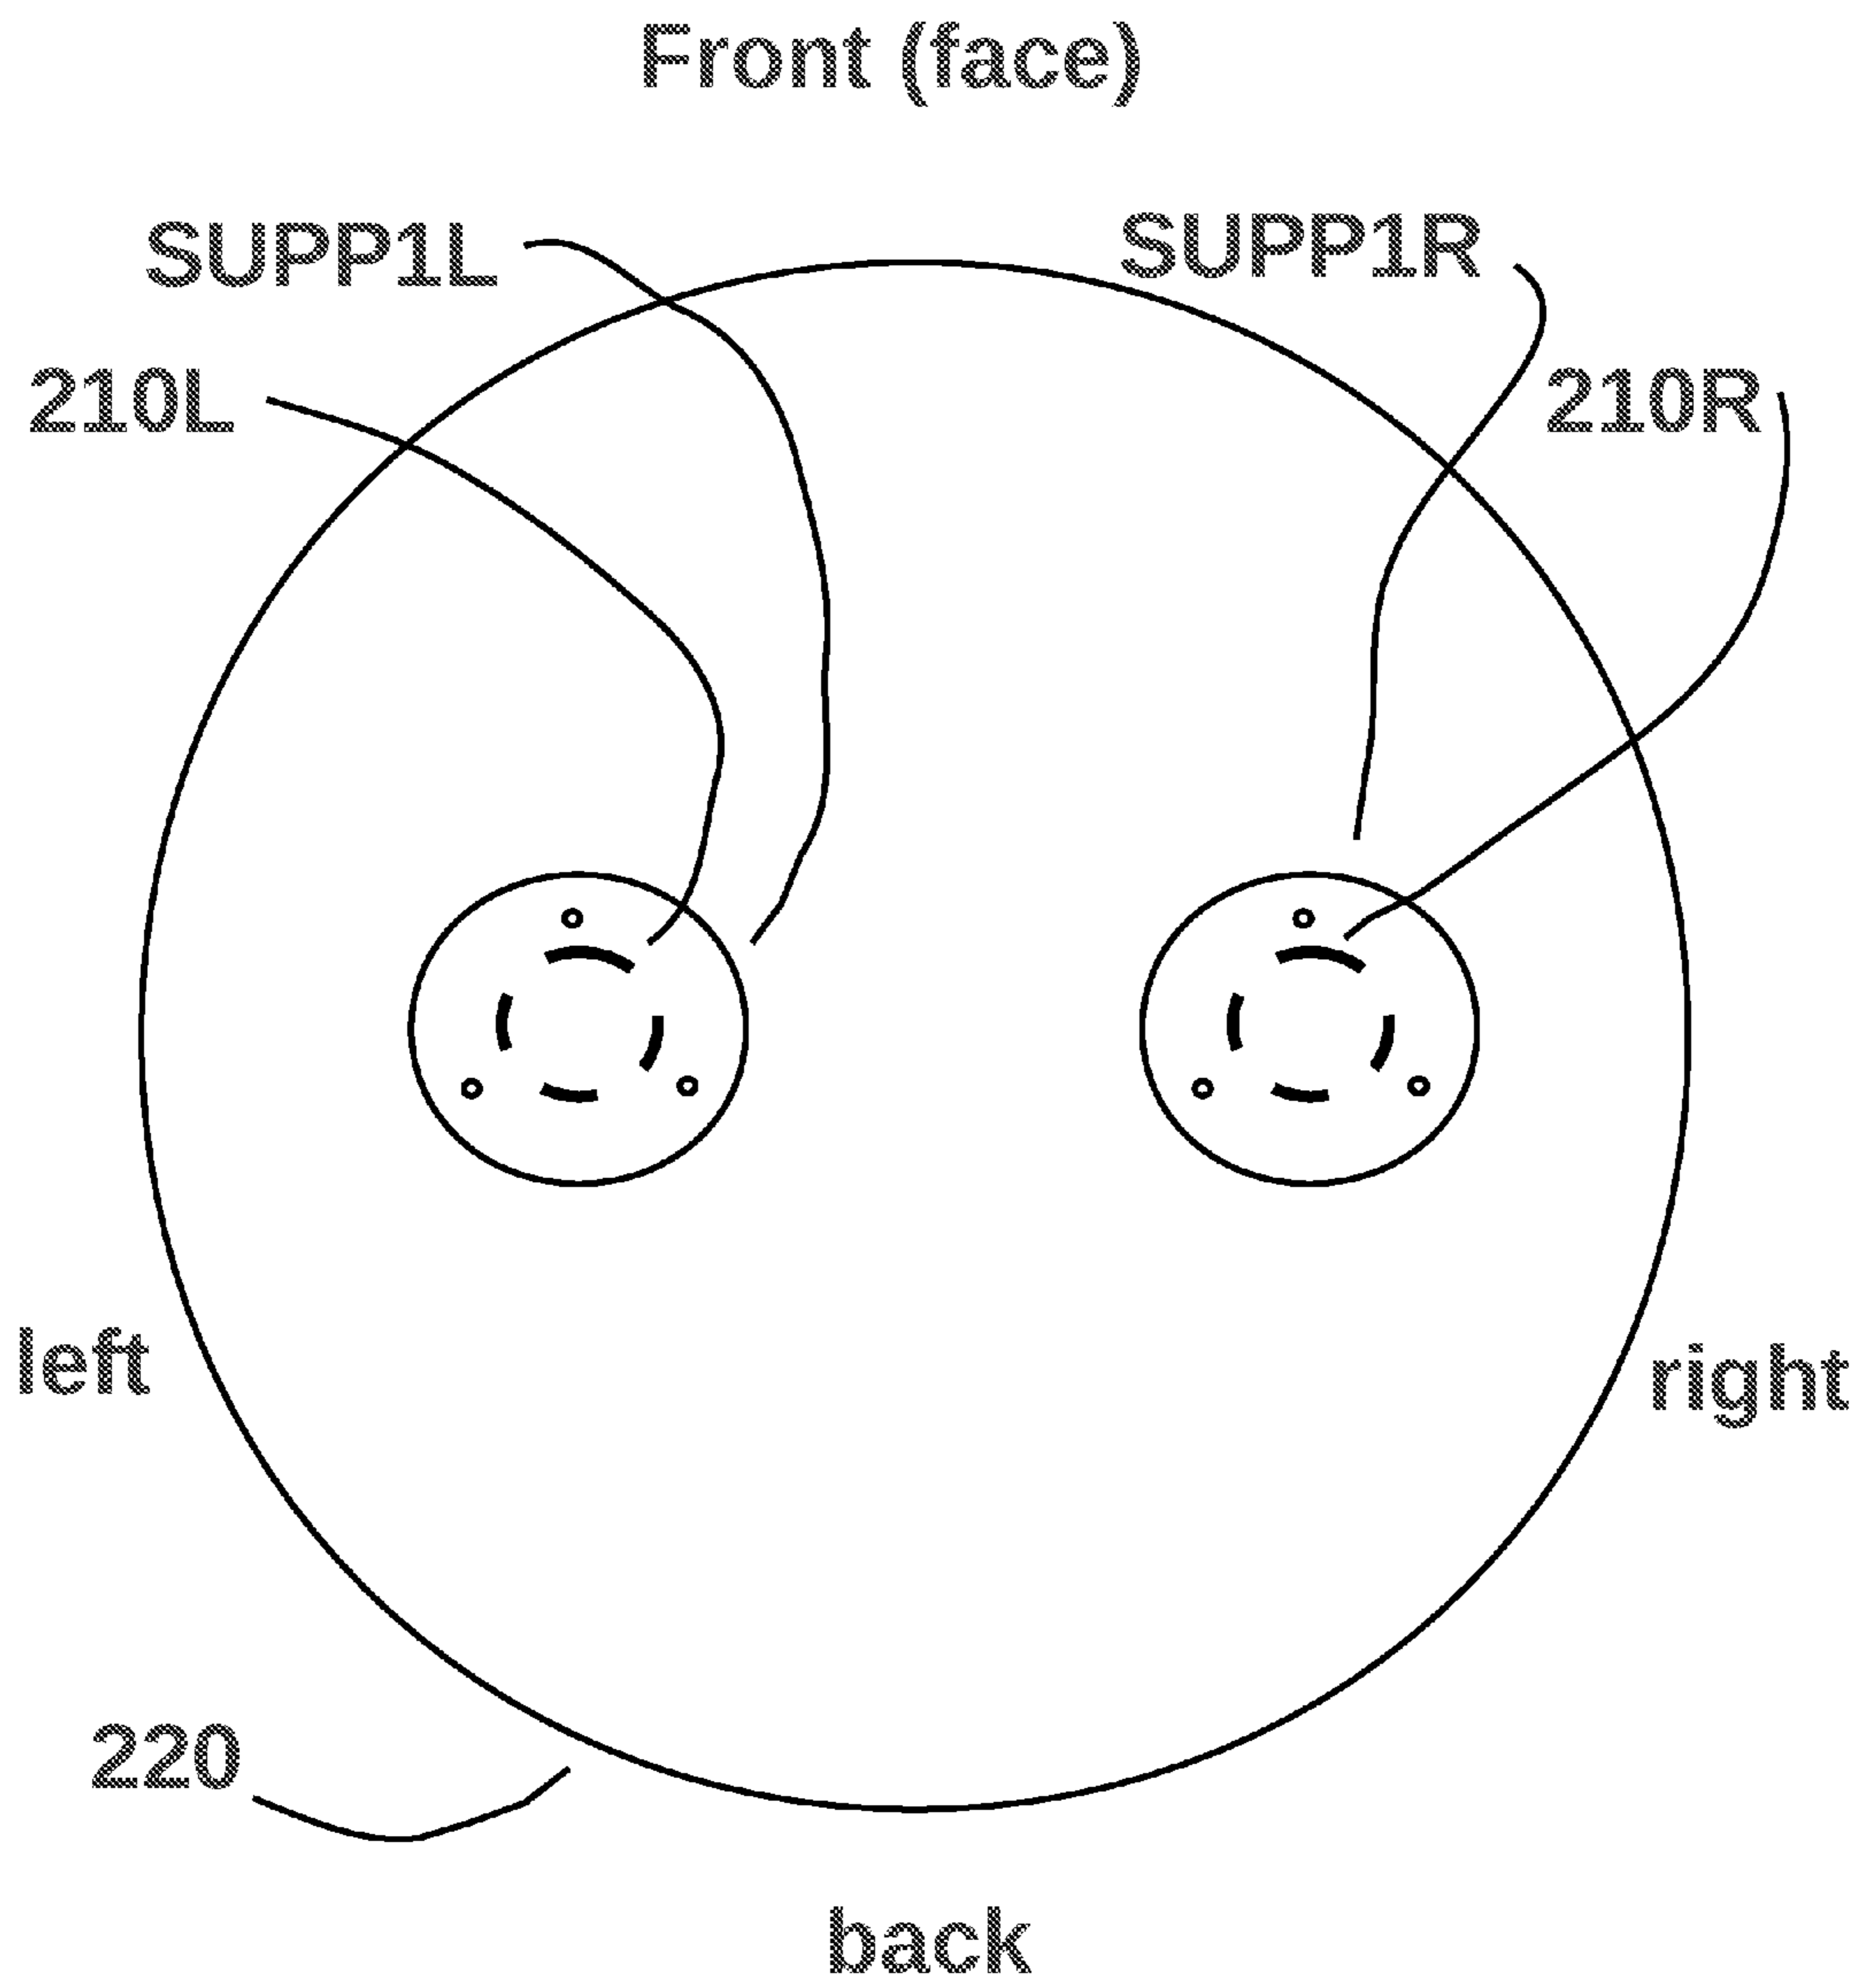 Front (face)
SUPP1L
SUPP1R
210L
210R
left
right
220
back